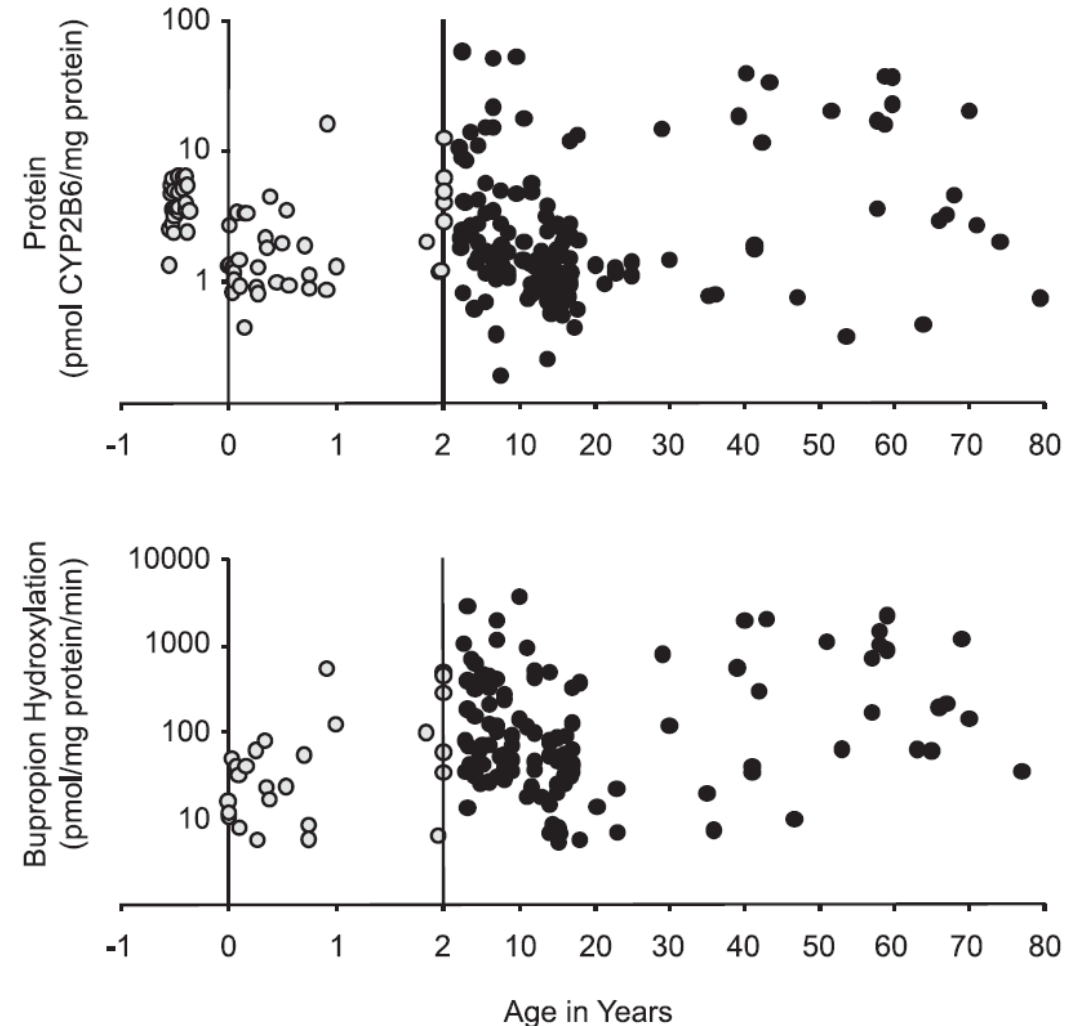 Protein
(pmol CYP2B6/mg protein)
100
10
1
-1 0 1 2 10 20 30 40 50 60 70 80
Bupropion Hydroxylation
(pmol/mg protein/min)
10000
1000
100
10
-1 0 1 2 10 20 30 40 50 60 70 80
Age in Years